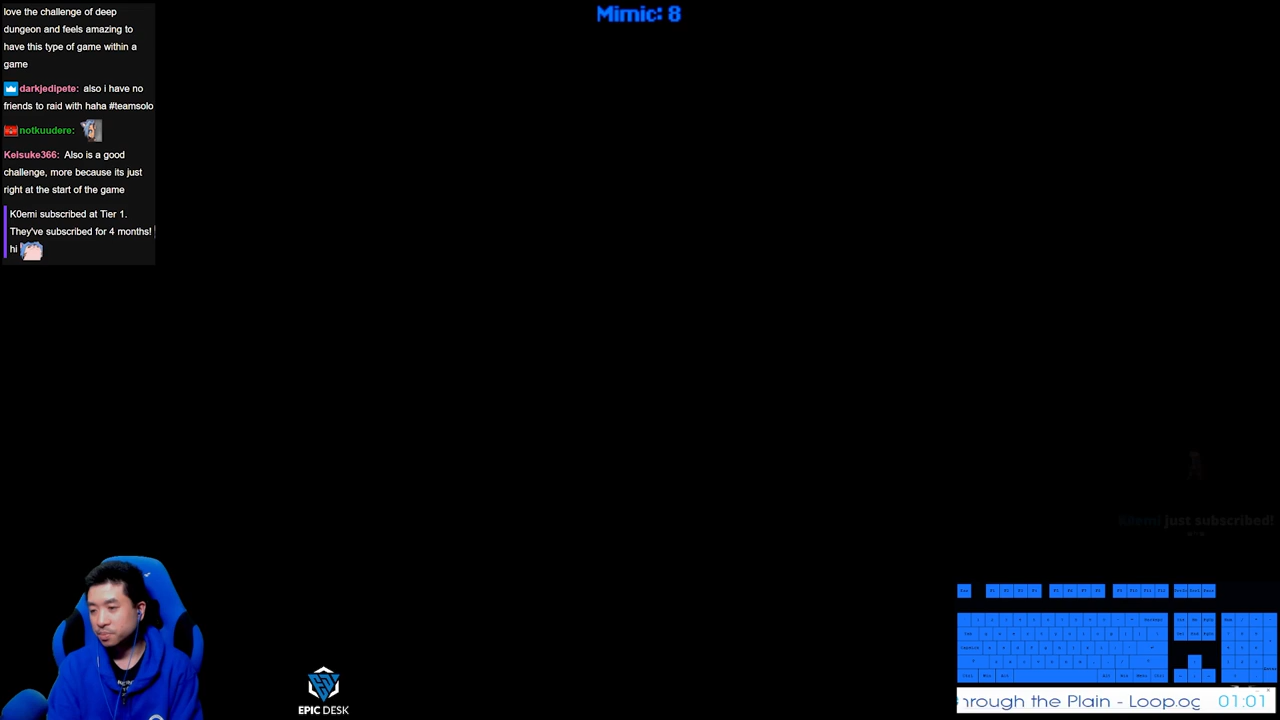 love the challenge of deep
dungeon and feels amazing to
have this type of game within a
game
darkjedipete: also i have no
friends to raid with haha #teamsolo
notkuudere:
Keisuke366: Also is a good
challenge, more because its just
right at the start of the game
K0emi subscribed at Tier 1.
They've subscribed for 4 months!
hi
Mimic: 8
K0emi just subscribed!
EPIC DESK
hrough the Plain - Loop.og
01:01